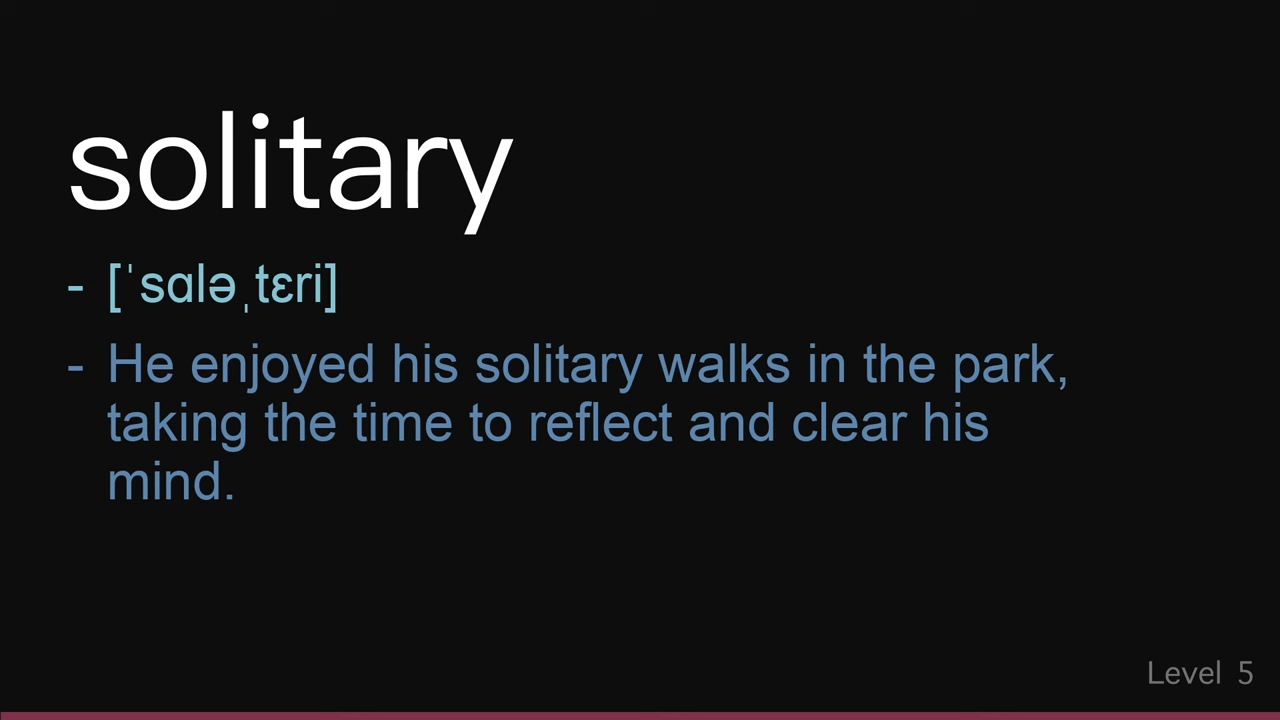 solitary
- [ˈsɑləˌtɛri]
- He enjoyed his solitary walks in the park,
taking the time to reflect and clear his
mind.
Level 5